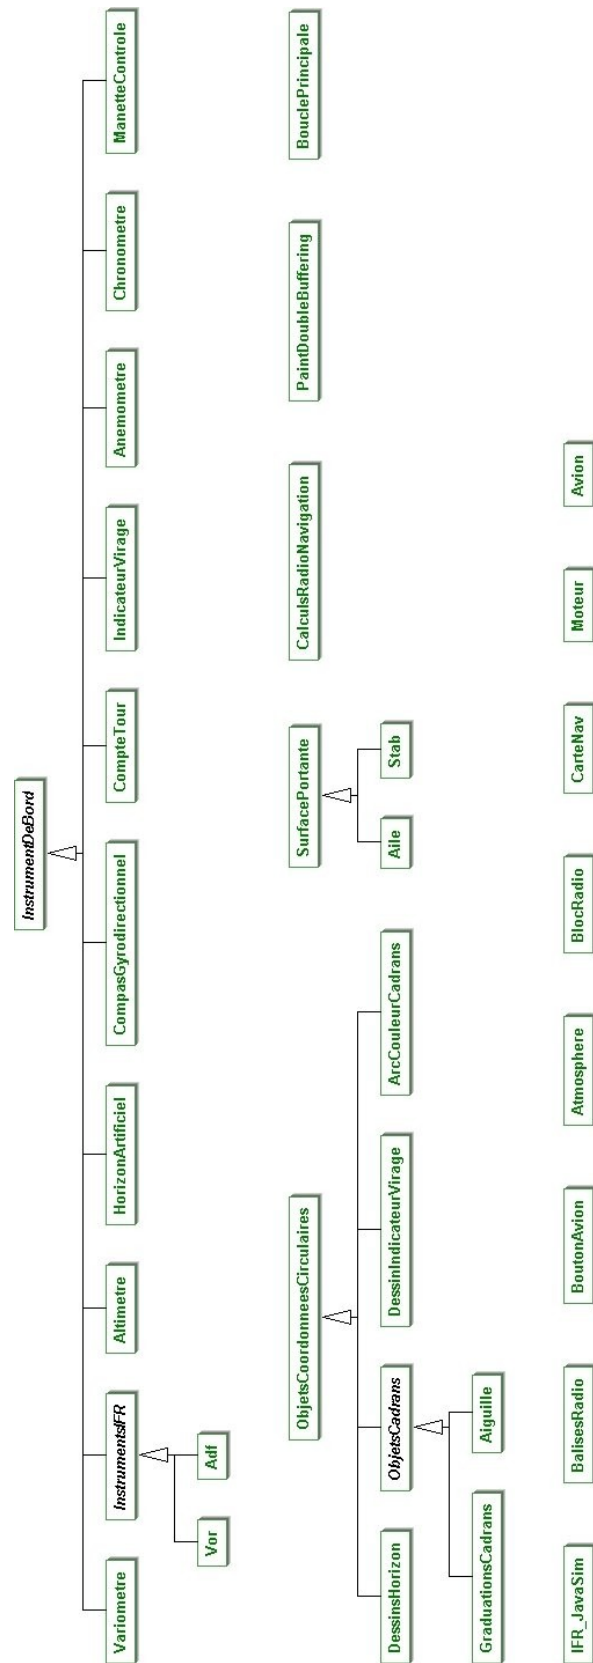 InstrumentDeBord
Variometre
InstrumentsIFR
Altimetre
HorizonArtificiel
CompasGyrodirectionnel
CompteTour
IndicateurVirage
Anemometre
Chronometre
ManetteControle
Vor
Adf
ObjetsCoordonneesCirculaires
SurfacePortante
CalculsRadioNavigation
PaintDoubleBuffering
BouclePrincipale
DessinsHorizon
ObjetsCadrans
DessinIndicateurVirage
ArcCouleurCadrans
Aile
Stab
GraduationsCadrans
Aiguille
IFR_JavaSim
BalisesRadio
BoutonAvion
Atmosphere
BlocRadio
CarteNav
Moteur
Avion